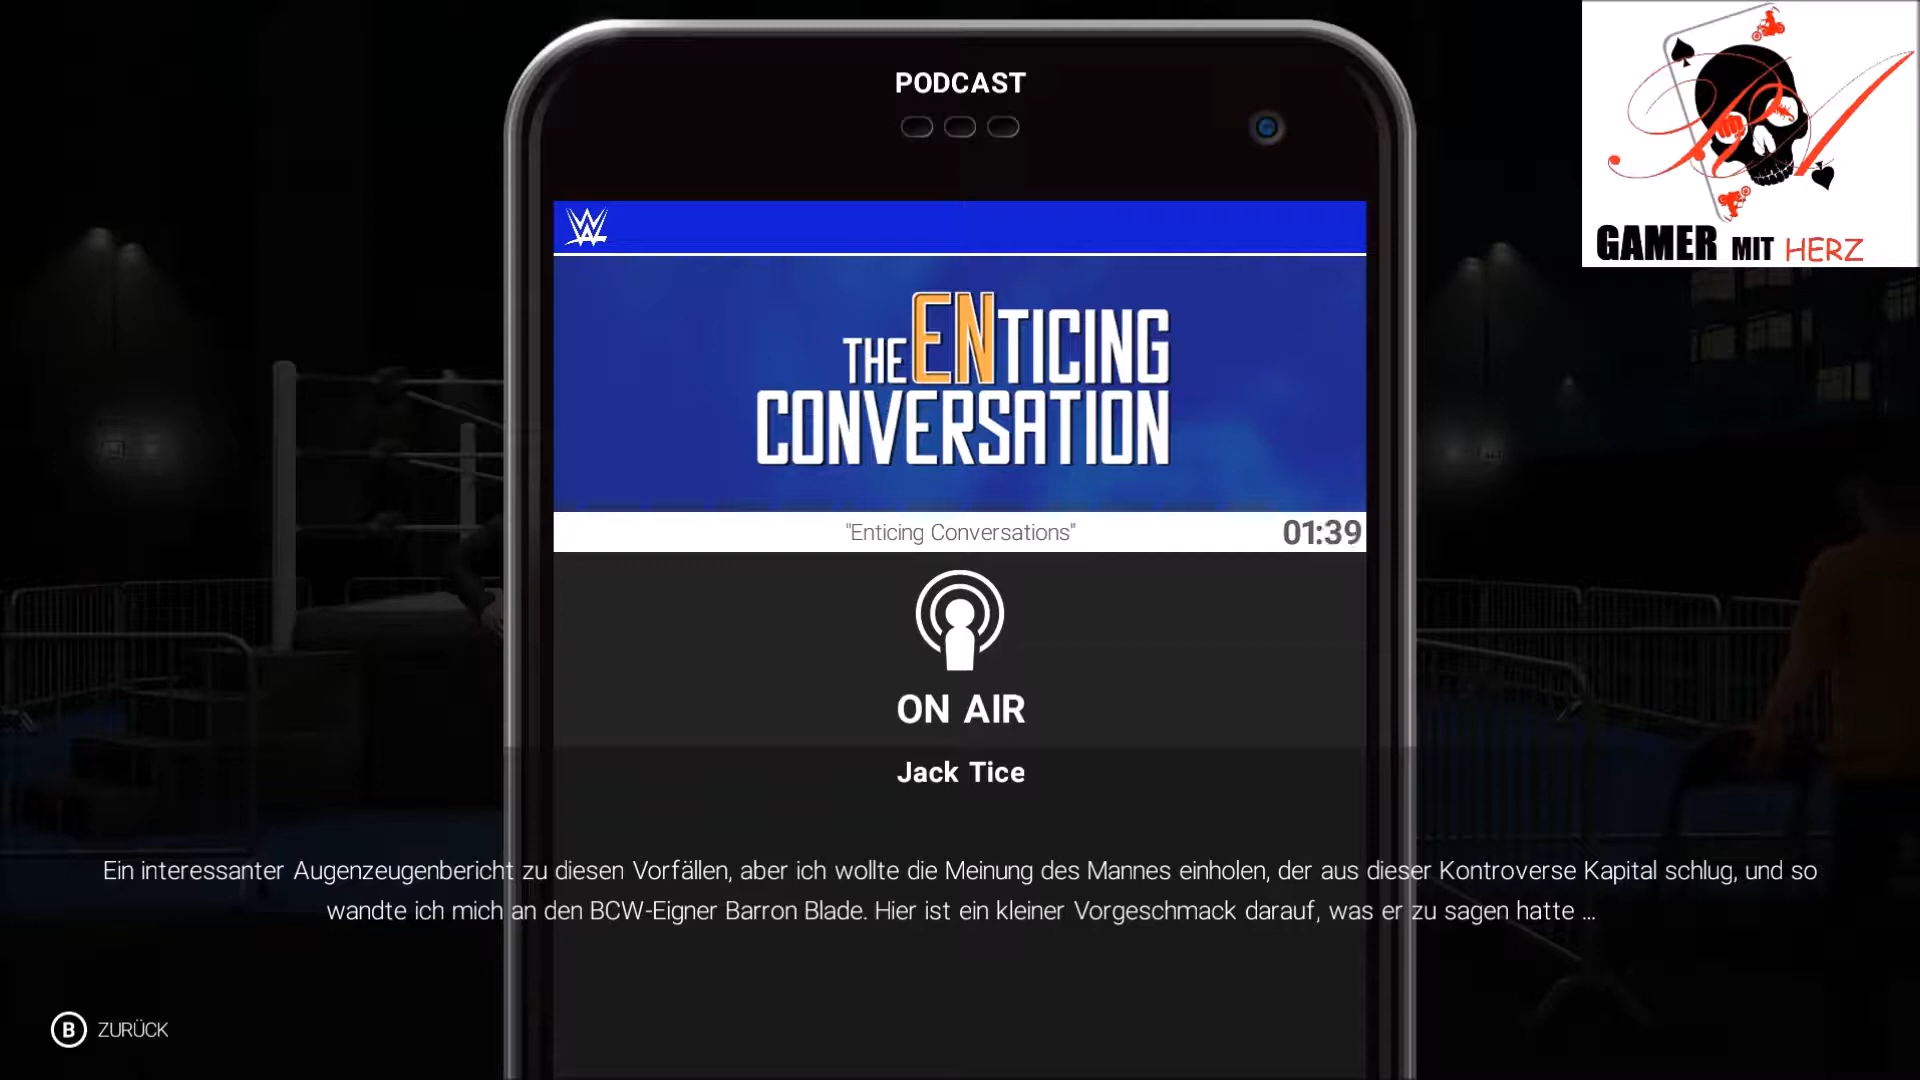 PODCAST
GAMER MIT HERZ
THE ENTICING
CONVERSATION
"Enticing Conversations"
01:39
ON AIR
Jack Tice
Ein interessanter Augenzeugenbericht zu diesen Vorfällen, aber ich wollte die Meinung des Mannes einholen, der aus dieser Kontroverse Kapital schlug, und so
wandte ich mich an den BCW-Eigner Barron Blade. Hier ist ein kleiner Vorgeschmack darauf, was er zu sagen hatte ...
B ZURÜCK